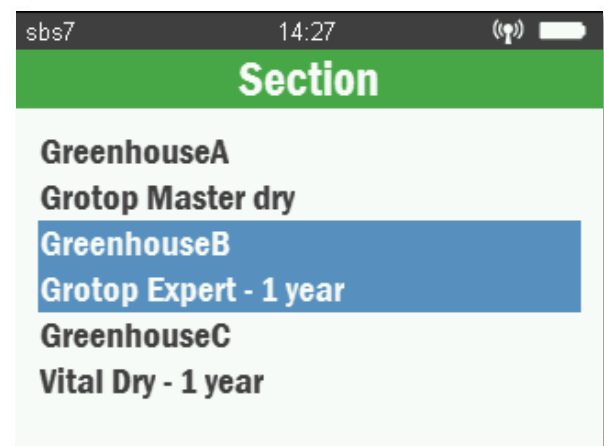 sbs7 14:27
Section
GreenhouseA
Grotop Master dry
GreenhouseB
Grotop Expert - 1 year
GreenhouseC
Vital Dry - 1 year